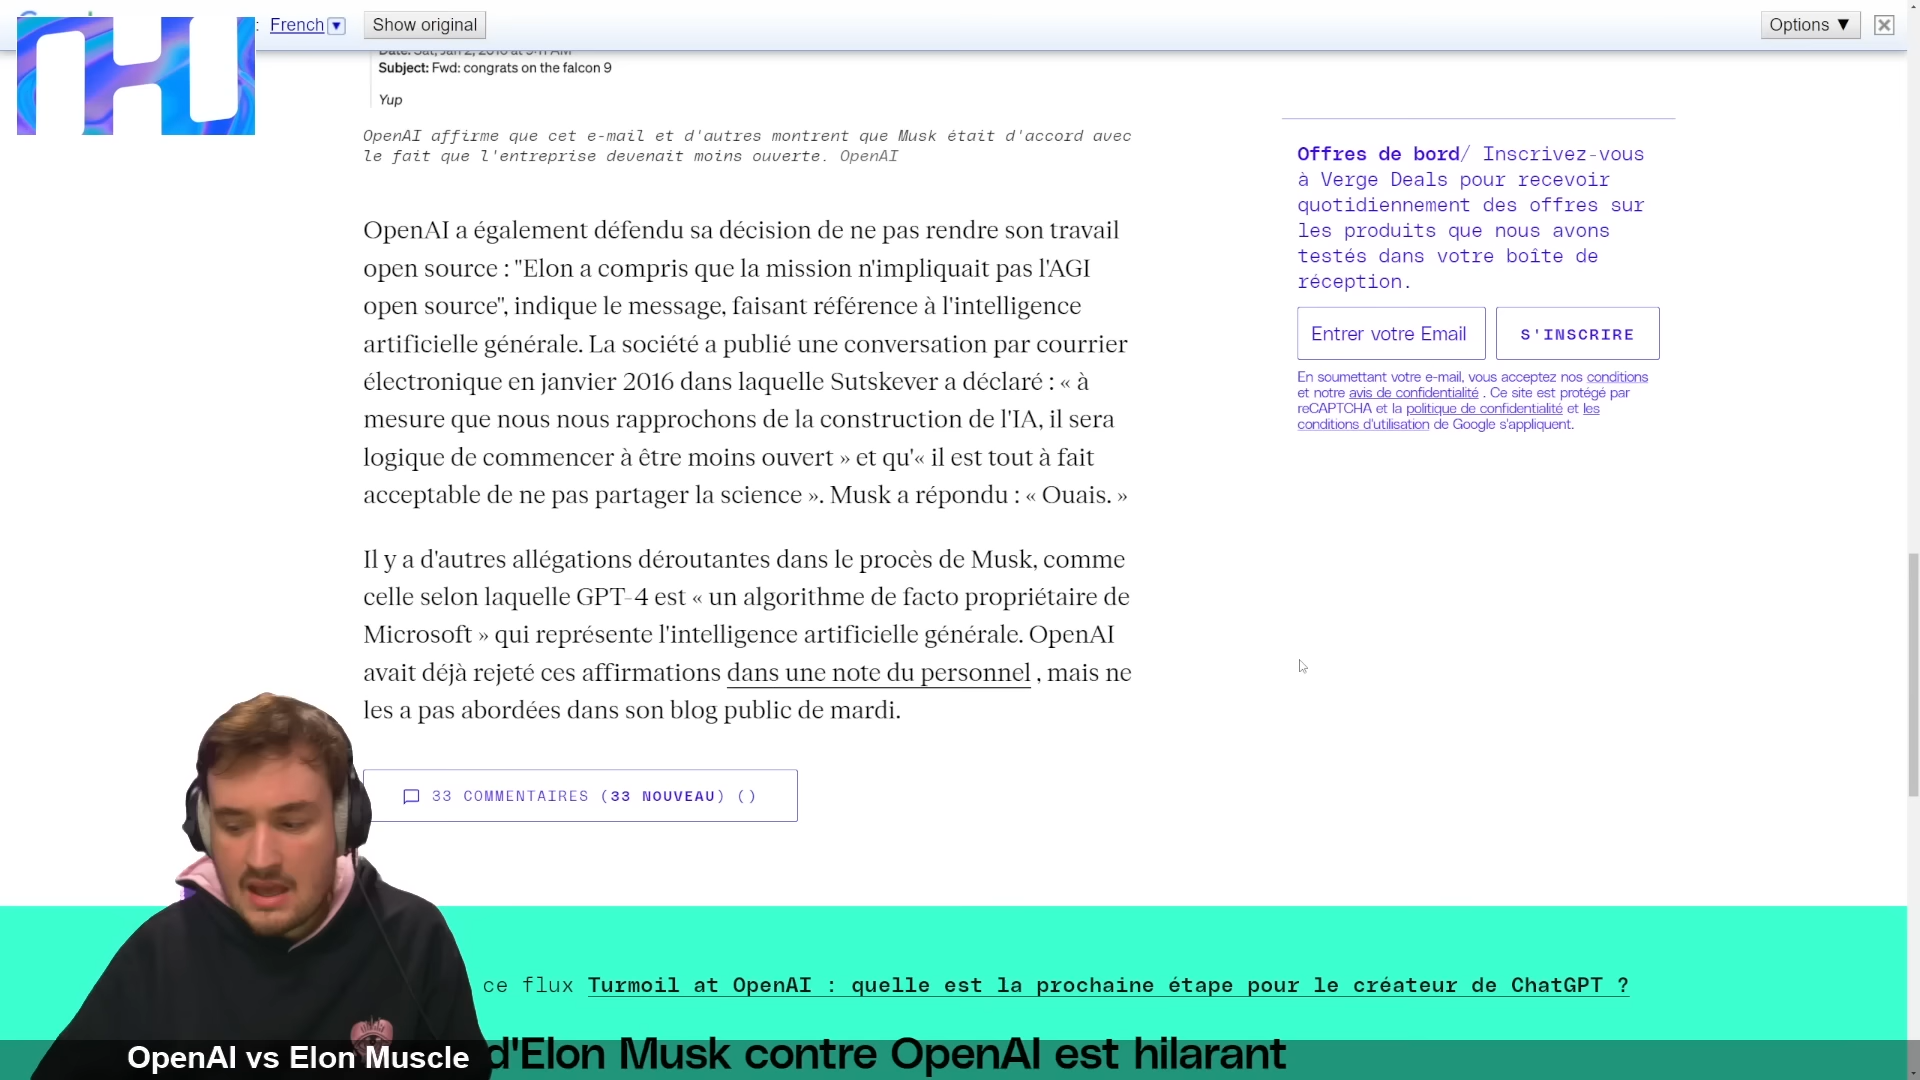 : French ▼ Show original Options ▼
Subject: Fwd: congrats on the falcon 9
Yup
OpenAI affirme que cet e-mail et d'autres montrent que Musk était d'accord avec
le fait que l'entreprise devenait moins ouverte. OpenAI
OpenAI a également défendu sa décision de ne pas rendre son travail
open source : "Elon a compris que la mission n'impliquait pas l'AGI
open source", indique le message, faisant référence à l'intelligence
artificielle générale. La société a publié une conversation par courrier
électronique en janvier 2016 dans laquelle Sutskever a déclaré : « à
mesure que nous nous rapprochons de la construction de l'IA, il sera
logique de commencer à être moins ouvert » et qu'« il est tout à fait
acceptable de ne pas partager la science ». Musk a répondu : « Ouais. »
Il y a d'autres allégations déroutantes dans le procès de Musk, comme
celle selon laquelle GPT-4 est « un algorithme de facto propriétaire de
Microsoft » qui représente l'intelligence artificielle générale. OpenAI
avait déjà rejeté ces affirmations dans une note du personnel , mais ne
les a pas abordées dans son blog public de mardi.
33 COMMENTAIRES (33 NOUVEAU) ()
Offres de bord/ Inscrivez-vous
à Verge Deals pour recevoir
quotidiennement des offres sur
les produits que nous avons
testés dans votre boîte de
réception.
Entrer votre Email
S'INSCRIRE
En soumettant votre e-mail, vous acceptez nos conditions
et notre avis de confidentialité . Ce site est protégé par
reCAPTCHA et la politique de confidentialité et les
conditions d'utilisation de Google s'appliquent.
ce flux Turmoil at OpenAI : quelle est la prochaine étape pour le créateur de ChatGPT ?
d'Elon Musk contre OpenAI est hilarant
OpenAI vs Elon Muscle